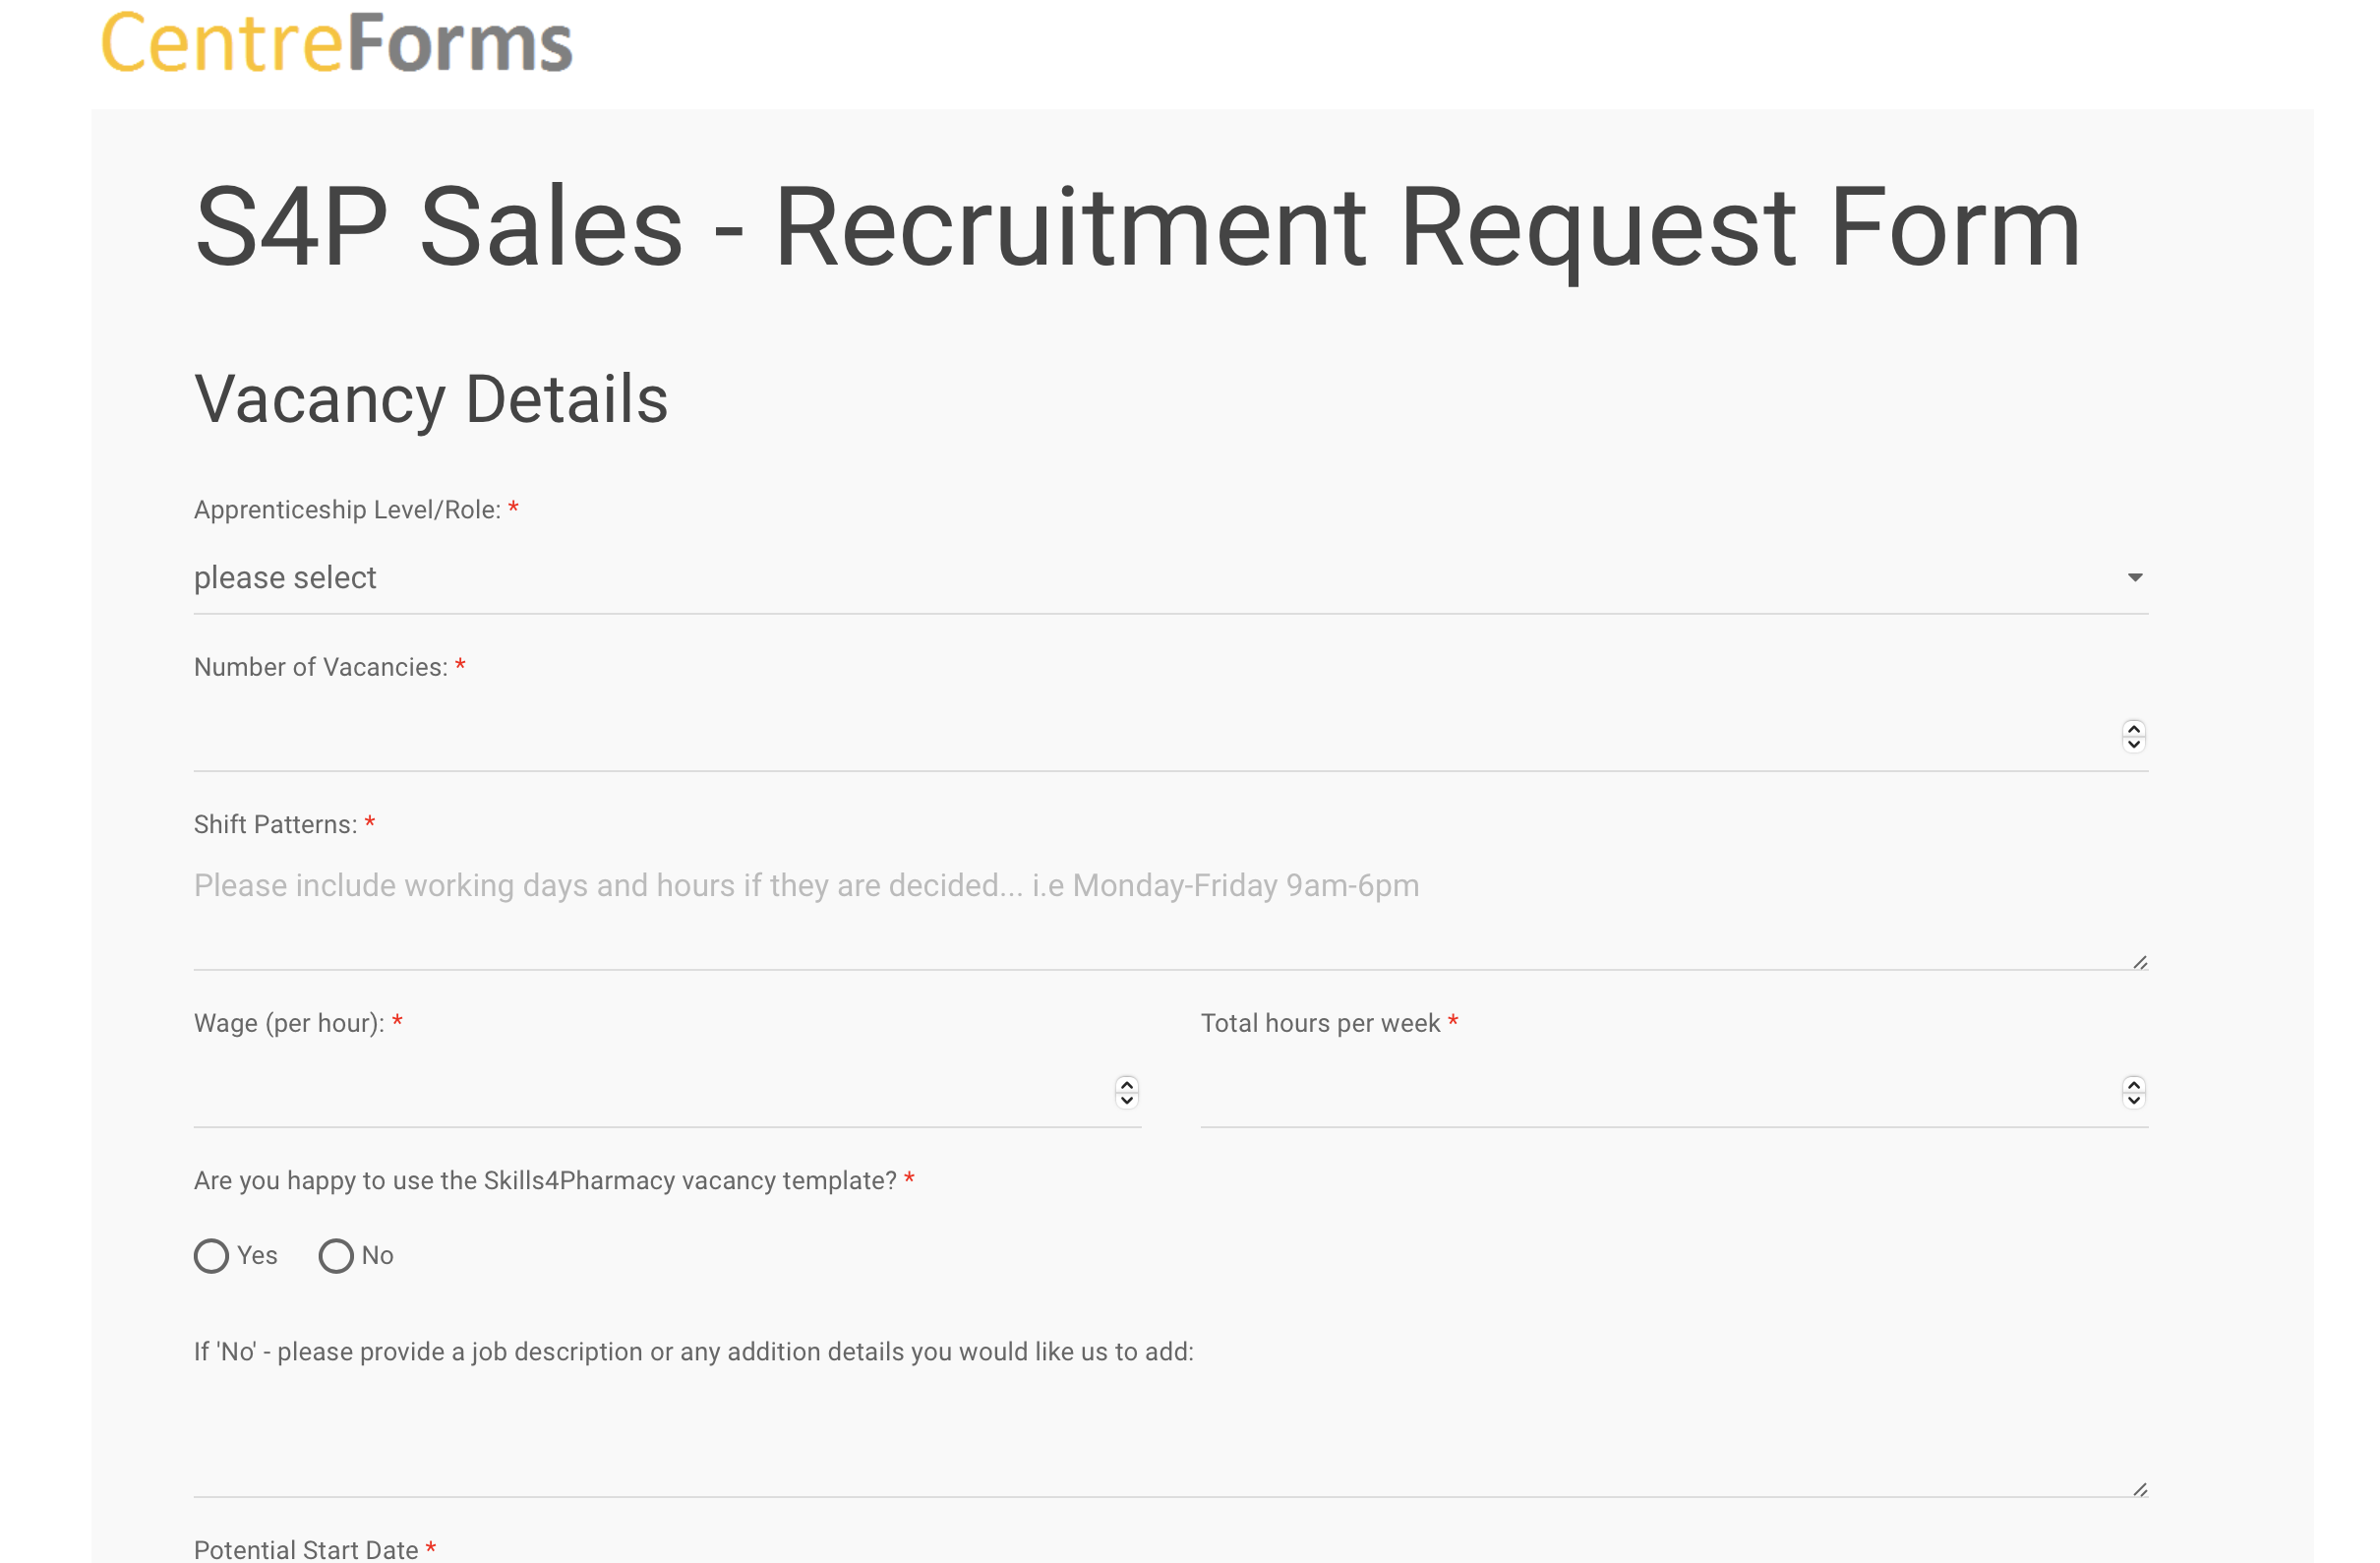 CentreForms
S4P Sales - Recruitment Request Form
Vacancy Details
Apprenticeship Level/Role: *
please select
Number of Vacancies: *
Shift Patterns: *
Please include working days and hours if they are decided... i.e Monday-Friday 9am-6pm
Wage (per hour): *
Total hours per week *
Are you happy to use the Skills4Pharmacy vacancy template? *
Yes No
If 'No' - please provide a job description or any addition details you would like us to add:
Potential Start Date *